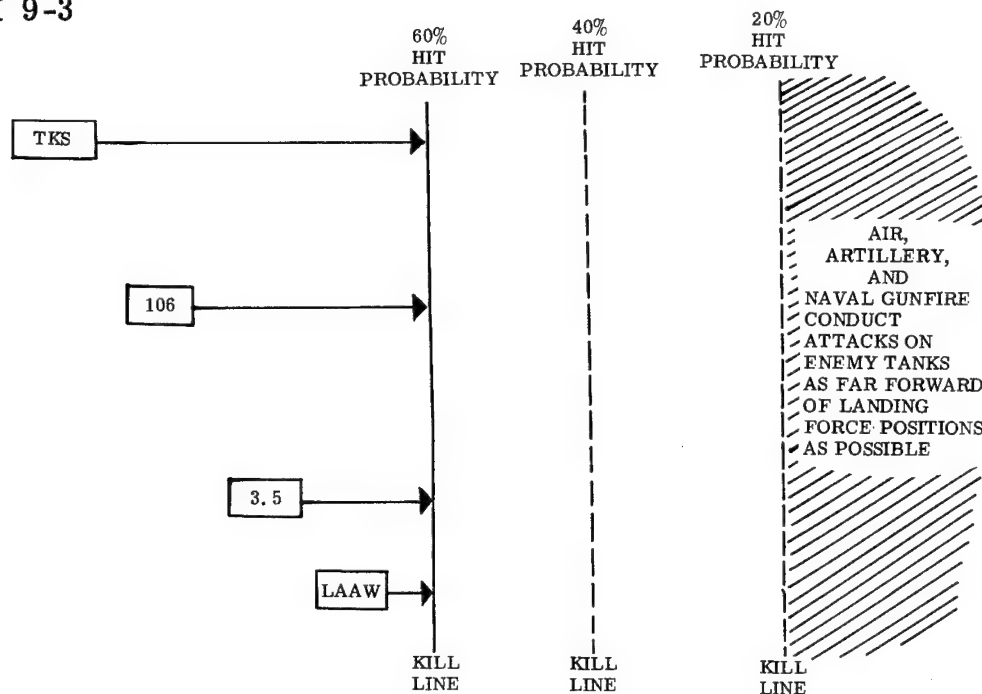 9-3
60%
HIT
PROBABILITY
40%
HIT
PROBABILITY
20%
HIT
PROBABILITY
TKS
106
3.5
LAAW
AIR,
ARTILLERY,
AND
NAVAL GUNFIRE
CONDUCT
ATTACKS ON
ENEMY TANKS
AS FAR FORWARD
OF LANDING
FORCE POSITIONS
AS POSSIBLE
KILL
LINE
KILL
LINE
KILL
LINE